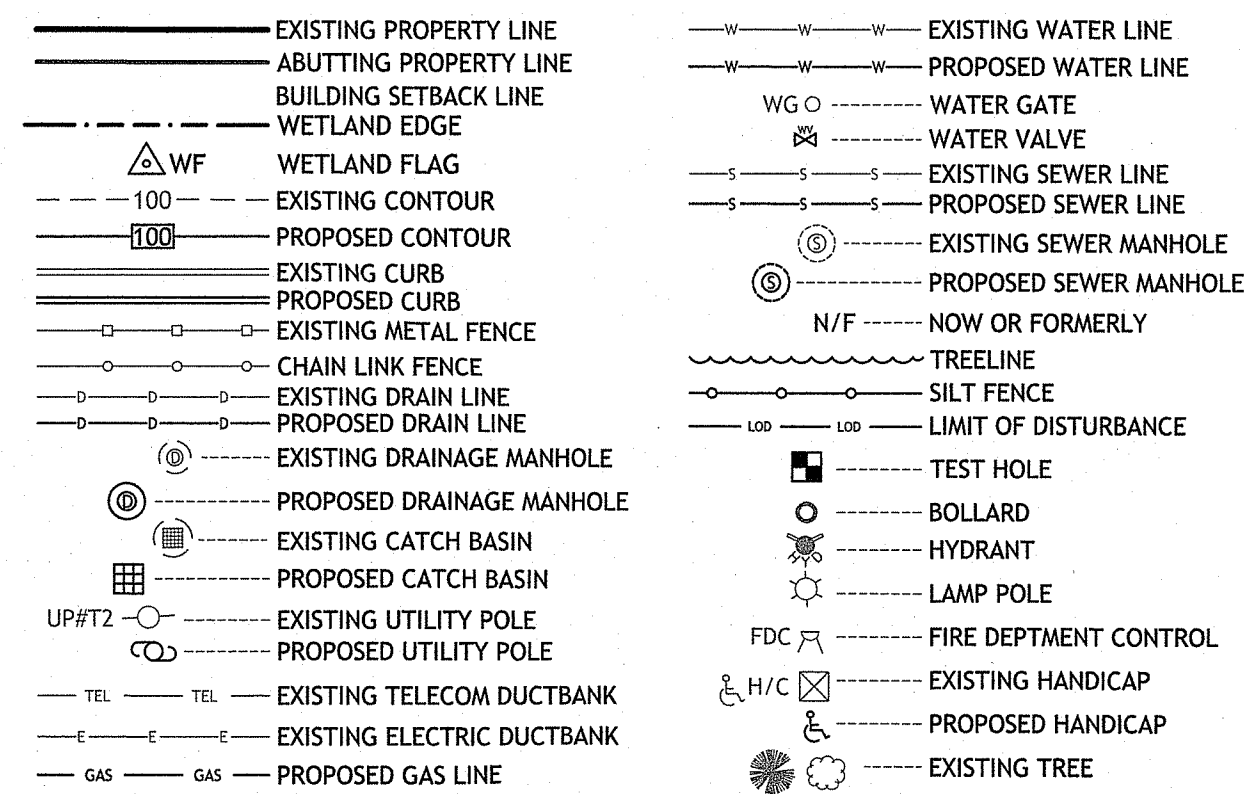 EXISTING PROPERTY LINE
ABUTTING PROPERTY LINE
BUILDING SETBACK LINE
WETLAND EDGE
WF WETLAND FLAG
100 EXISTING CONTOUR
100 PROPOSED CONTOUR
EXISTING CURB
PROPOSED CURB
EXISTING METAL FENCE
CHAIN LINK FENCE
D D D EXISTING DRAIN LINE
D D D PROPOSED DRAIN LINE
D EXISTING DRAINAGE MANHOLE
D PROPOSED DRAINAGE MANHOLE
EXISTING CATCH BASIN
PROPOSED CATCH BASIN
UP#T2 EXISTING UTILITY POLE
PROPOSED UTILITY POLE
TEL TEL EXISTING TELECOM DUCTBANK
E E E EXISTING ELECTRIC DUCTBANK
GAS GAS PROPOSED GAS LINE
W W W EXISTING WATER LINE
W W W PROPOSED WATER LINE
WG WATER GATE
WV WATER VALVE
S S S EXISTING SEWER LINE
S S S PROPOSED SEWER LINE
S EXISTING SEWER MANHOLE
S PROPOSED SEWER MANHOLE
N/F NOW OR FORMERLY
TREELINE
SILT FENCE
LOD LOD LIMIT OF DISTURBANCE
TEST HOLE
BOLLARD
HYDRANT
LAMP POLE
FDC FIRE DEPTMENT CONTROL
H/C EXISTING HANDICAP
PROPOSED HANDICAP
EXISTING TREE